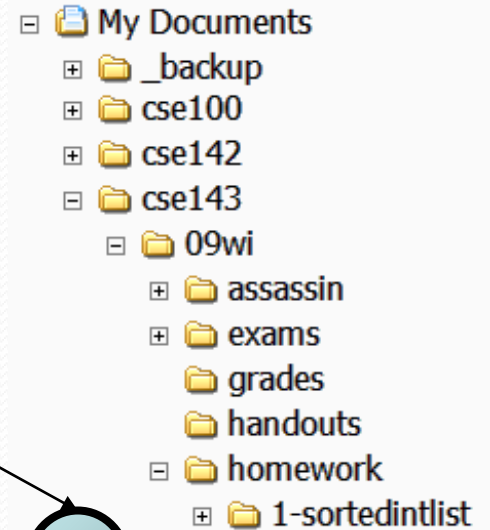 My Documents
_backup
cse100
cse142
cse143
09wi
assassin
exams
grades
handouts
homework
1-sortedintlist